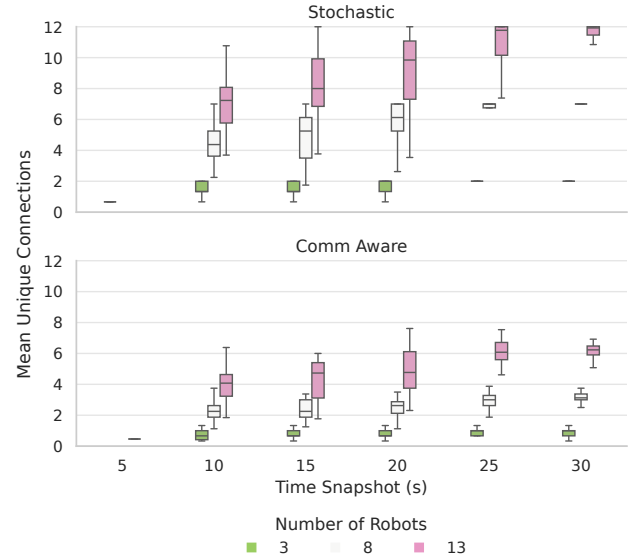 Stochastic
12
10
8
6
4
2
0
Comm Aware
12
10
8
6
4
2
0
Mean Unique Connections
5 10 15 20 25 30
Time Snapshot (s)
Number of Robots
3 8 13